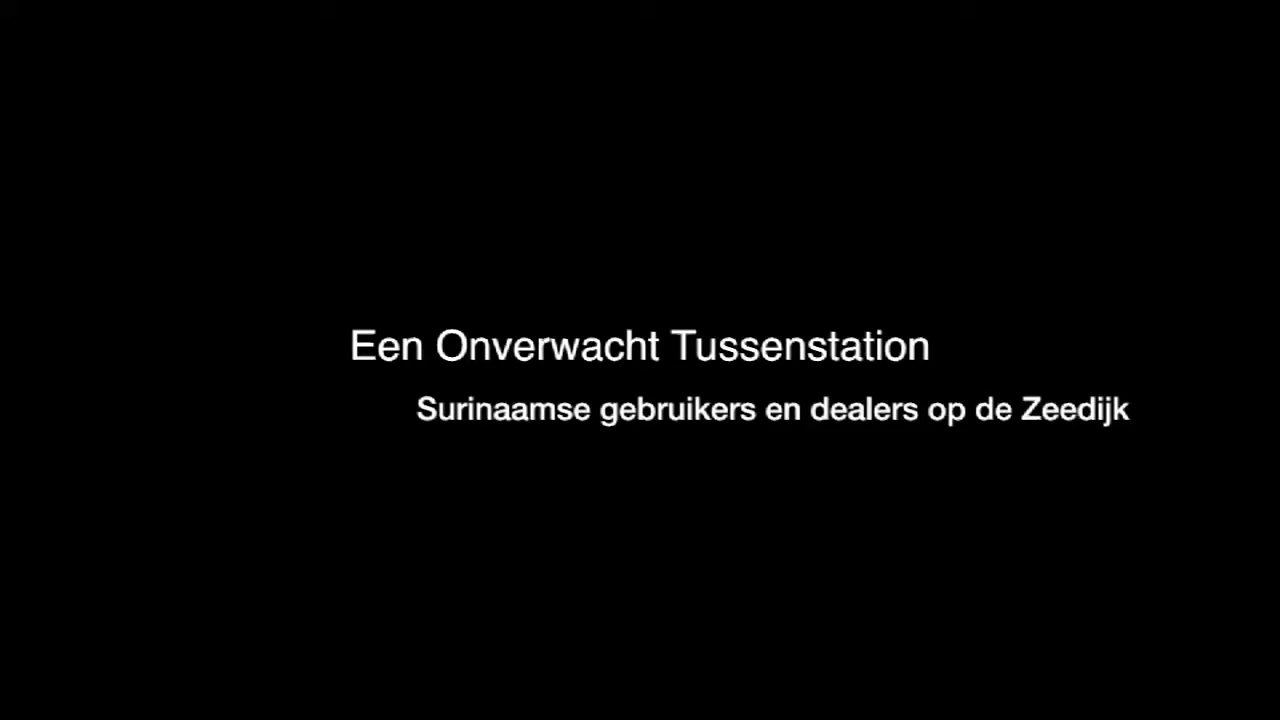 Een Onverwacht Tussenstation
Surinaamse gebruikers en dealers op de Zeedijk